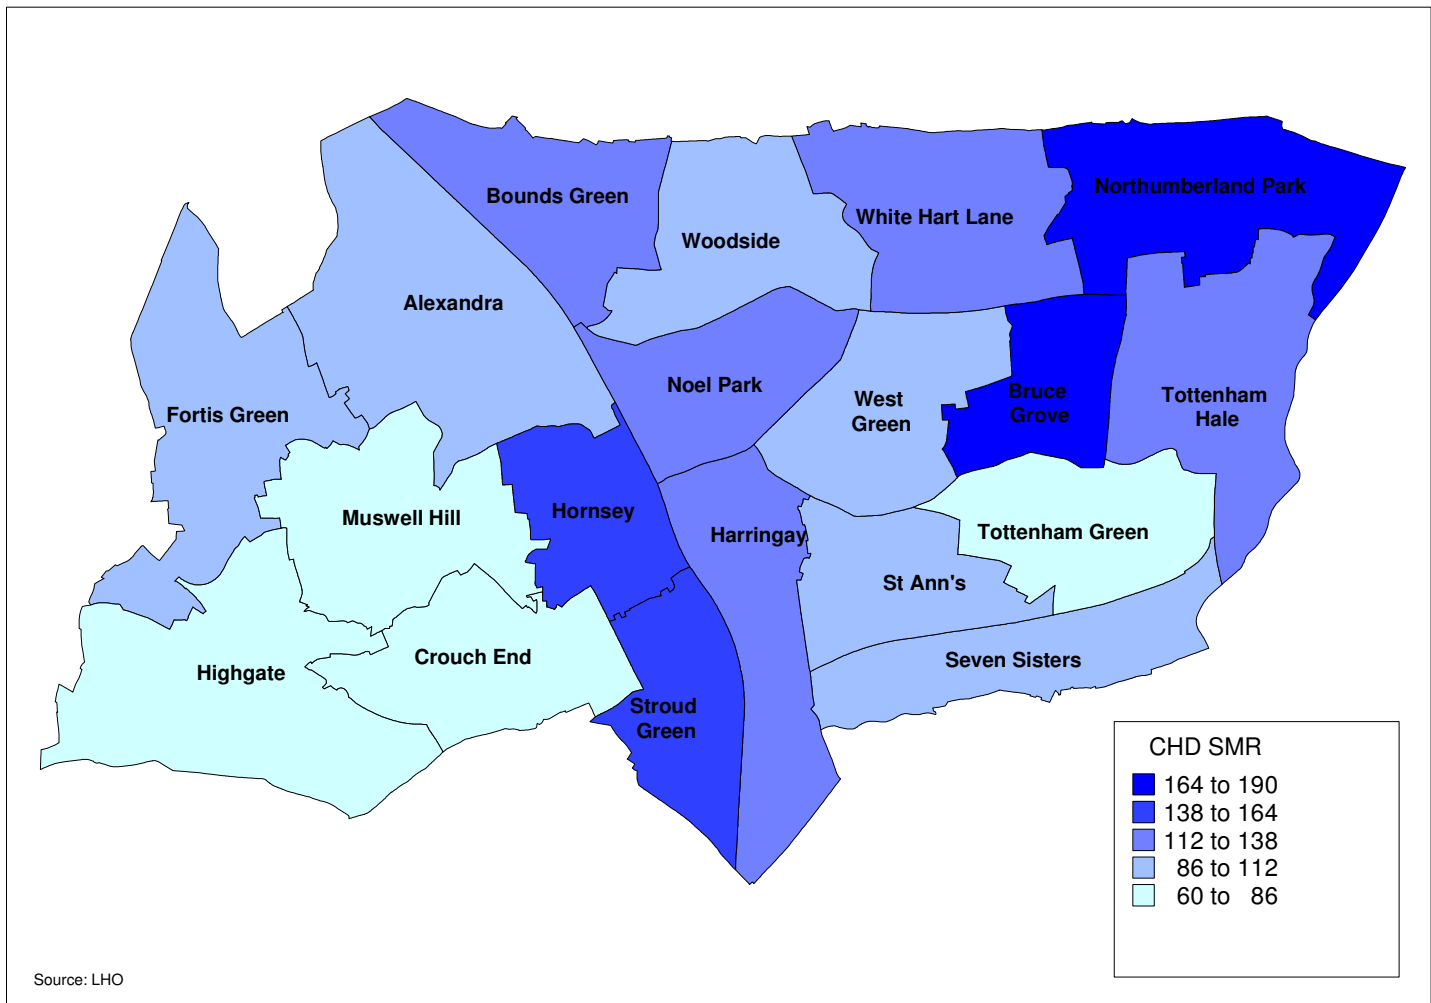 Bounds Green
Northumberland Park
White Hart Lane
Woodside
Alexandra
Noel Park
Bruce
Grove
Tottenham
Hale
West
Green
Fortis Green
Muswell Hill
Hornsey
Harringay
Tottenham Green
St Ann's
Crouch End
Seven Sisters
Highgate
Stroud
Green
CHD SMR
164 to 190
138 to 164
112 to 138
86 to 112
60 to 86
Source: LHO